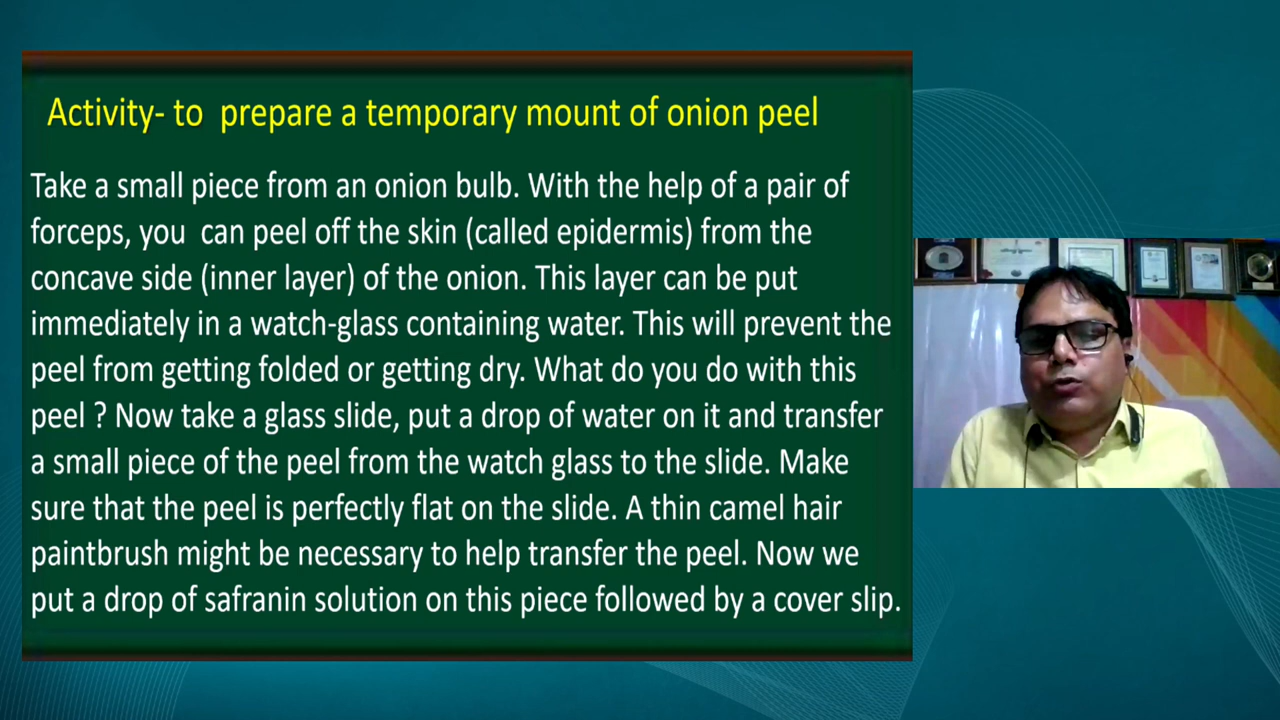 Activity- to prepare a temporary mount of onion peel
Take a small piece from an onion bulb. With the help of a pair of
forceps, you can peel off the skin (called epidermis) from the
concave side (inner layer) of the onion. This layer can be put
immediately in a watch-glass containing water. This will prevent the
peel from getting folded or getting dry. What do you do with this
peel ? Now take a glass slide, put a drop of water on it and transfer
a small piece of the peel from the watch glass to the slide. Make
sure that the peel is perfectly flat on the slide. A thin camel hair
paintbrush might be necessary to help transfer the peel. Now we
put a drop of safranin solution on this piece followed by a cover slip.